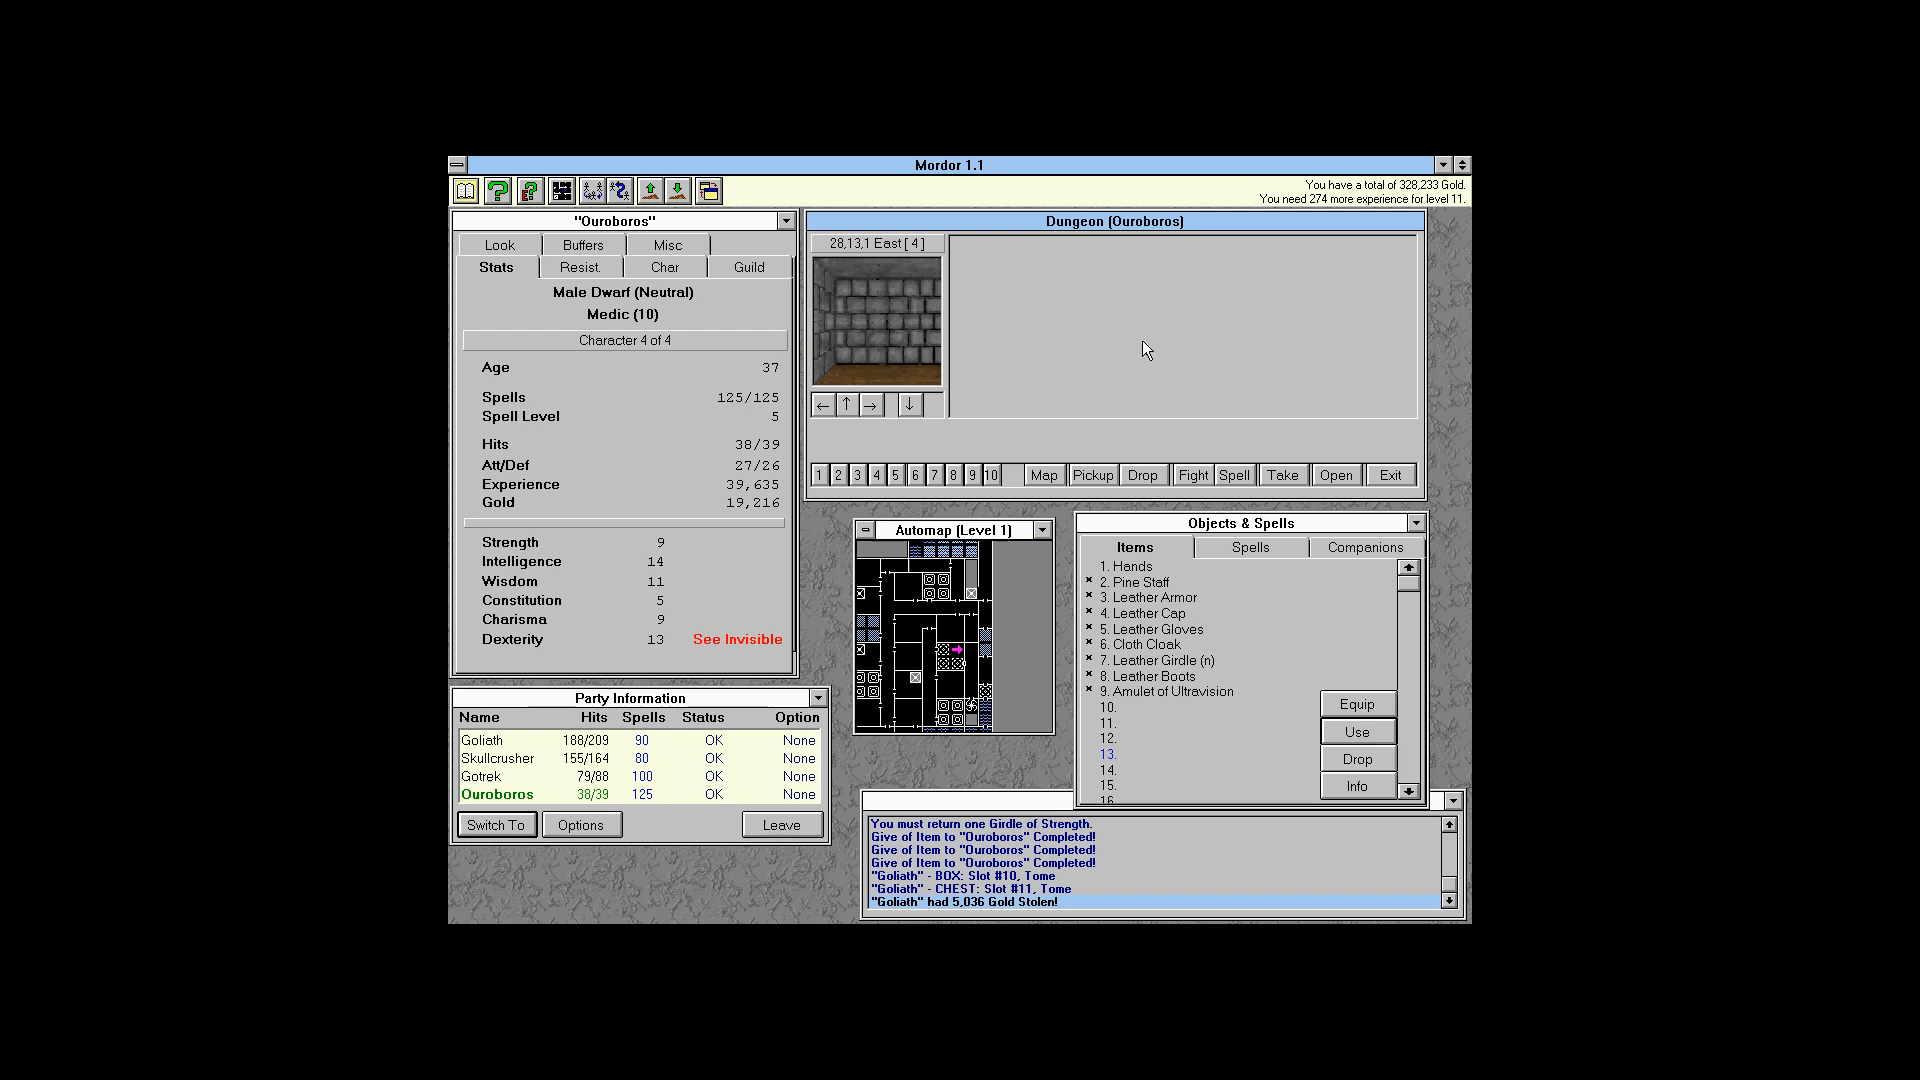 Mordor 1.1
You have a total of 328,233 Gold.
You need 274 more experience for level 11.
"Ouroboros"
Look Buffers Misc
Stats Resist. Char Guild
Male Dwarf (Neutral)
Medic (10)
Character 4 of 4
Age 37
Spells 125/125
Spell Level 5
Hits 38/39
Att/Def 27/26
Experience 39,635
Gold 19,216
Strength 9
Intelligence 14
Wisdom 11
Constitution 5
Charisma 9
Dexterity 13 See Invisible
Party Information
Name Hits Spells Status Option
Goliath 188/209 90 OK None
Skullcrusher 155/164 80 OK None
Gotrek 79/88 100 OK None
Ouroboros 38/39 125 OK None
Switch To Options Leave
Dungeon (Ouroboros)
28,13,1 East [ 4 ]
1 2 3 4 5 6 7 8 9 10 Map Pickup Drop Fight Spell Take Open Exit
Automap (Level 1)
Objects & Spells
Items Spells Companions
1. Hands
2. Pine Staff
3. Leather Armor
4. Leather Cap
5. Leather Gloves
6. Cloth Cloak
7. Leather Girdle (n)
8. Leather Boots
9. Amulet of Ultravision
10.
11.
12.
13.
14.
15.
16.
Equip
Use
Drop
Info
You must return one Girdle of Strength.
Give of Item to "Ouroboros" Completed!
Give of Item to "Ouroboros" Completed!
Give of Item to "Ouroboros" Completed!
"Goliath" - BOX: Slot #10, Tome
"Goliath" - CHEST: Slot #11, Tome
"Goliath" had 5,036 Gold Stolen!